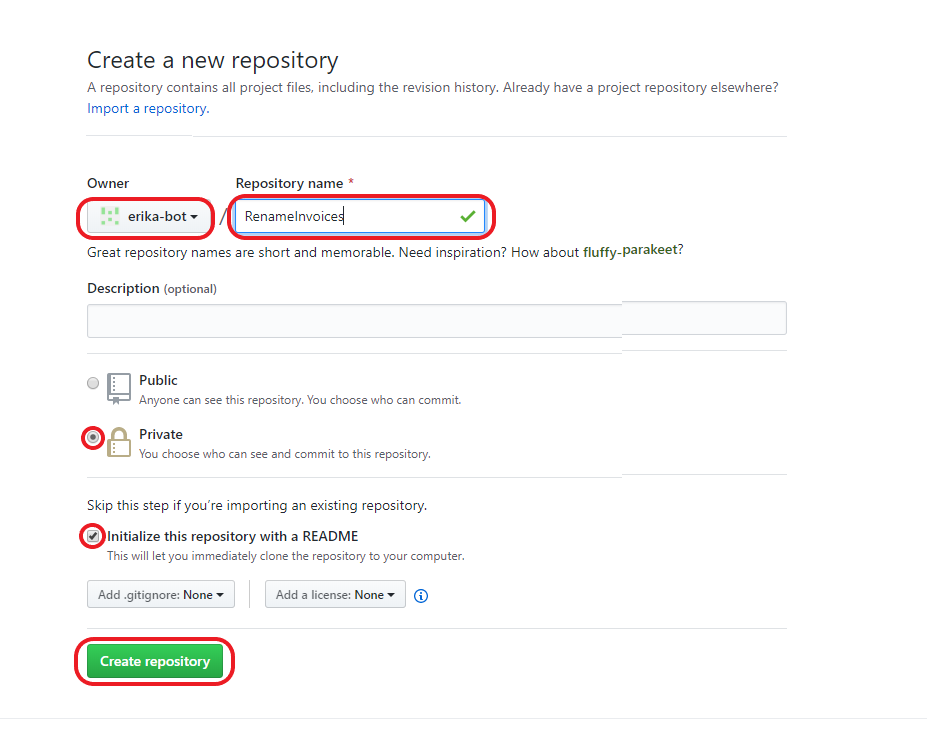 Create a new repository
A repository contains all project files, including the revision history. Already have a project repository elsewhere?
Import a repository.
Owner
Repository name *
erika-bot
/
RenameInvoices
Great repository names are short and memorable. Need inspiration? How about fluffy-parakeet?
Description (optional)
Public
Anyone can see this repository. You choose who can commit.
Private
You choose who can see and commit to this repository.
Skip this step if you’re importing an existing repository.
Initialize this repository with a README
This will let you immediately clone the repository to your computer.
Add .gitignore: None
Add a license: None
Create repository